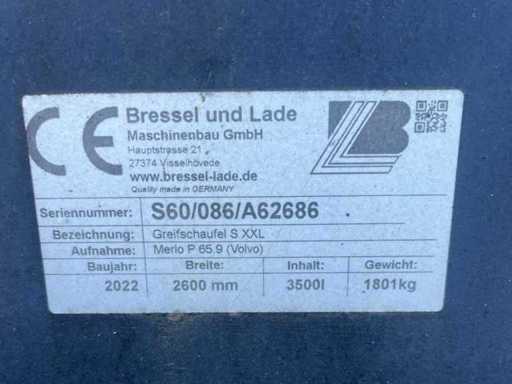 CE
Bressel und Lade
Maschinenbau GmbH
Hauptstrasse 21
27374 Visselhövede
www.bressel-lade.de
Quality made in GERMANY
Seriennummer: S60/086/A62686
Bezeichnung: Greifschaufel S XXL
Aufnahme: Merlo P 65.9 (Volvo)
Baujahr: Breite: Inhalt: Gewicht:
2022 2600 mm 3500l 1801kg